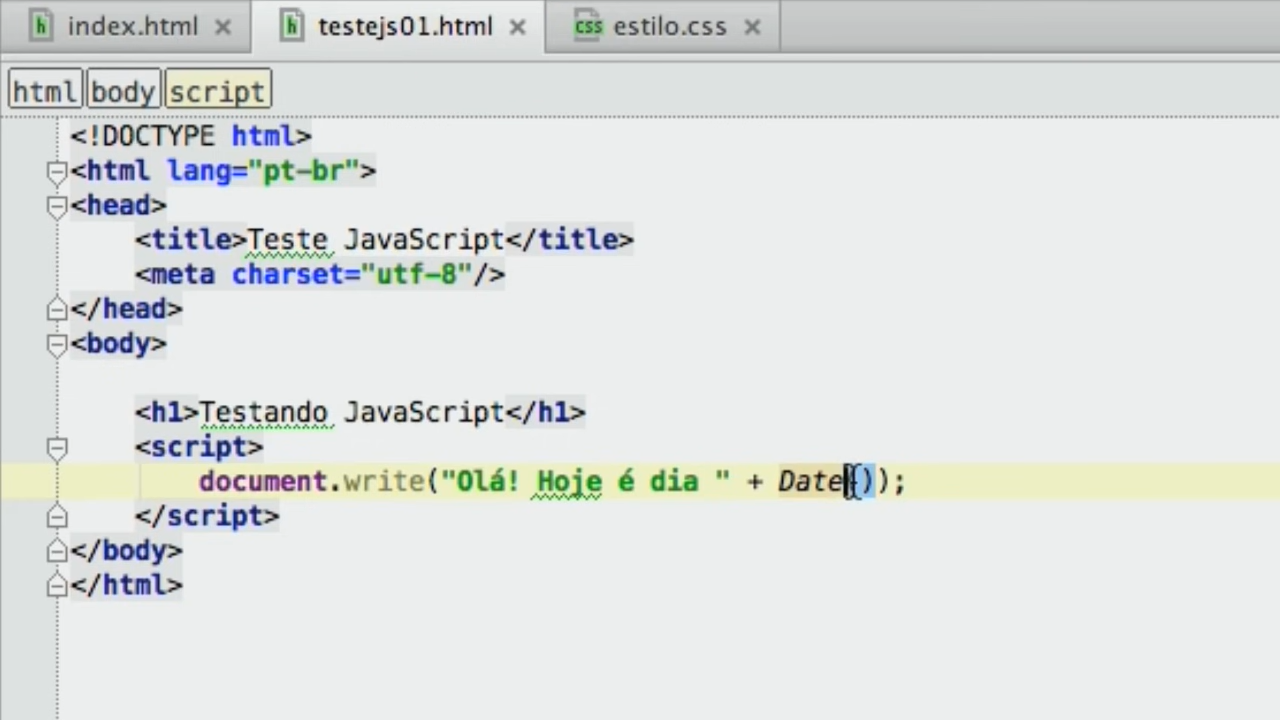 index.html testejs01.html css estilo.css
html body script
<!DOCTYPE html>
<html lang="pt-br">
<head>
<title>Teste JavaScript</title>
<meta charset="utf-8"/>
</head>
<body>
<h1>Testando JavaScript</h1>
<script>
document.write("Olá! Hoje é dia " + Date());
</script>
</body>
</html>